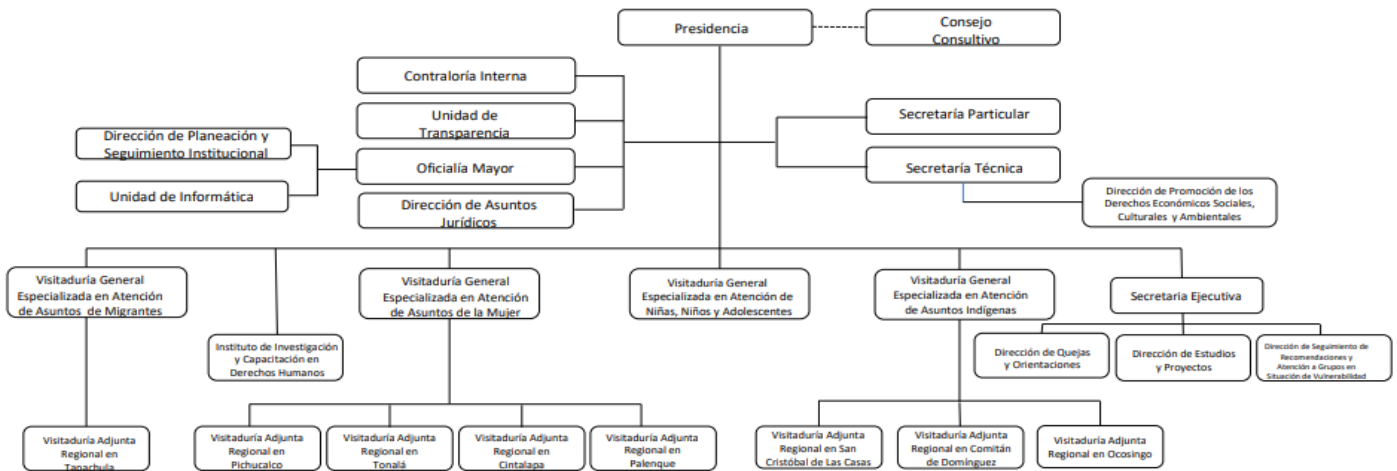 Presidencia
Consejo
Consultivo
Contraloría Interna
Unidad de
Transparencia
Secretaría Particular
Dirección de Planeación y
Seguimiento Institucional
Oficialía Mayor
Secretaría Técnica
Unidad de Informática
Dirección de Asuntos
Jurídicos
Dirección de Promoción de los
Derechos Económicos Sociales,
Culturales y Ambientales
Visitaduría General
Especializada en Atención
de Asuntos de Migrantes
Visitaduría General
Especializada en Atención
de Asuntos de la Mujer
Visitaduría General
Especializada en Atención de
Niñas, Niños y Adolescentes
Visitaduría General
Especializada en Atención
de Asuntos Indígenas
Secretaria Ejecutiva
Instituto de Investigación
y Capacitación en
Derechos Humanos
Dirección de Quejas
y Orientaciones
Dirección de Estudios
y Proyectos
Dirección de Seguimiento de
Recomendaciones y
Atención a Grupos en
Situación de Vulnerabilidad
Visitaduría Adjunta
Regional en
Tapachula
Visitaduría Adjunta
Regional en
Pichucalco
Visitaduría Adjunta
Regional en
Tonalá
Visitaduría Adjunta
Regional en
Cintalapa
Visitaduría Adjunta
Regional en
Palenque
Visitaduría Adjunta
Regional en San
Cristóbal de Las Casas
Visitaduría Adjunta
Regional en Comitán
de Domínguez
Visitaduría Adjunta
Regional en Ocosingo